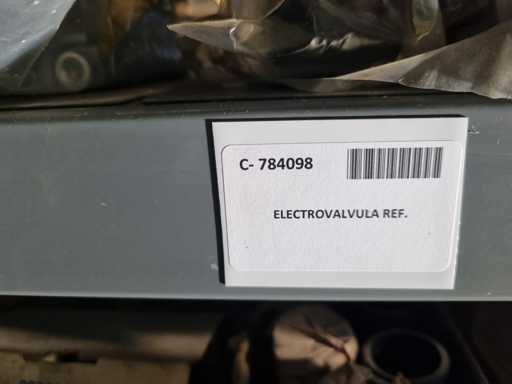 C- 784098
ELECTROVALVULA REF.